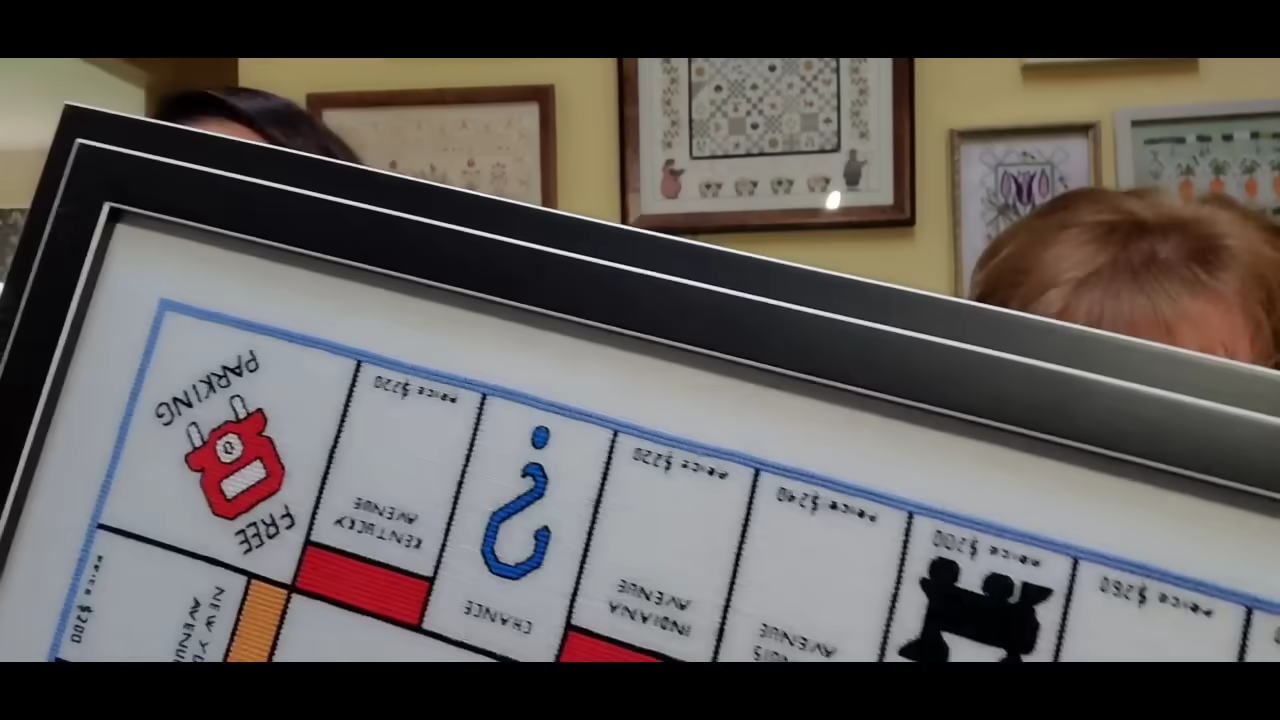 FREE
PARKING
PRICE $220
KENTUCKY
AVENUE
CHANCE
PRICE $220
INDIANA
AVENUE
PRICE $240
AVENUE
PRICE $200
PRICE $260
NEW YO
AVENUE
PRICE $200